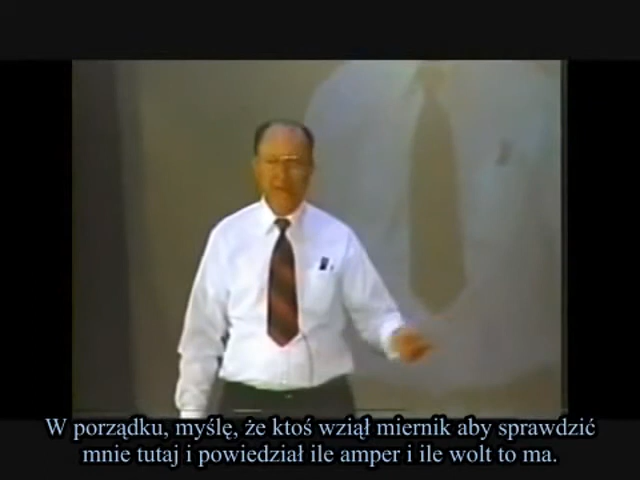 W porządku, myślę, że ktoś wziął miernik aby sprawdzić
mnie tutaj i powiedział ile amper i ile wolt to ma.